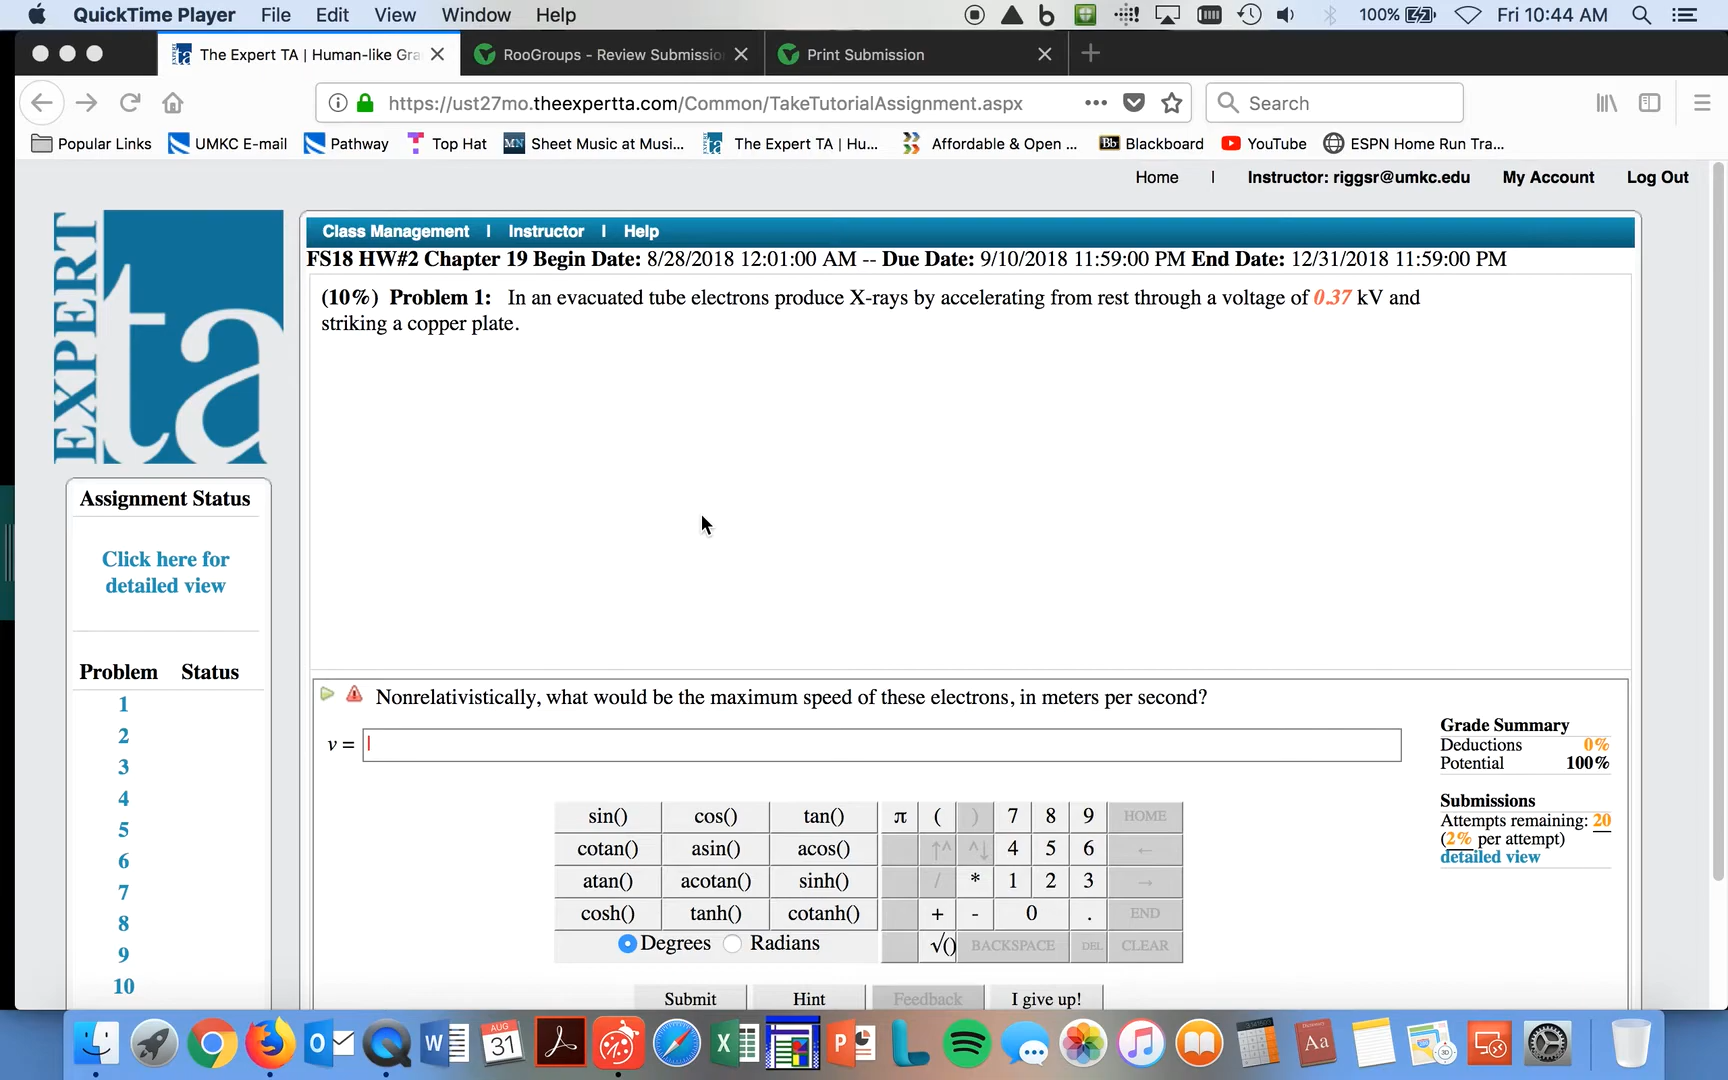 QuickTime Player File Edit View Window Help 100% Fri 10:44 AM
The Expert TA | Human-like Gra RooGroups - Review Submissio Print Submission
https://ust27mo.theexpertta.com/Common/TakeTutorialAssignment.aspx Search
Popular Links UMKC E-mail Pathway Top Hat MN Sheet Music at Musi... The Expert TA | Hu... Affordable & Open ... Bb Blackboard YouTube ESPN Home Run Tra...
Home | Instructor: riggsr@umkc.edu My Account Log Out
EXPERT ta
Class Management | Instructor | Help
FS18 HW#2 Chapter 19 Begin Date: 8/28/2018 12:01:00 AM -- Due Date: 9/10/2018 11:59:00 PM End Date: 12/31/2018 11:59:00 PM
(10%) Problem 1: In an evacuated tube electrons produce X-rays by accelerating from rest through a voltage of 0.37 kV and
striking a copper plate.
Assignment Status
Click here for
detailed view
Problem Status
1
2
3
4
5
6
7
8
9
10
Nonrelativistically, what would be the maximum speed of these electrons, in meters per second?
v =
Grade Summary
Deductions 0%
Potential 100%
Submissions
Attempts remaining: 20
(2% per attempt)
detailed view
sin() cos() tan() π ( ) 7 8 9 HOME
cotan() asin() acos() ↑^ ^↓ 4 5 6 ←
atan() acotan() sinh() / * 1 2 3 →
cosh() tanh() cotanh() + - 0 . END
Degrees Radians √() BACKSPACE DEL CLEAR
Submit Hint Feedback I give up!
AUG
31
Aa